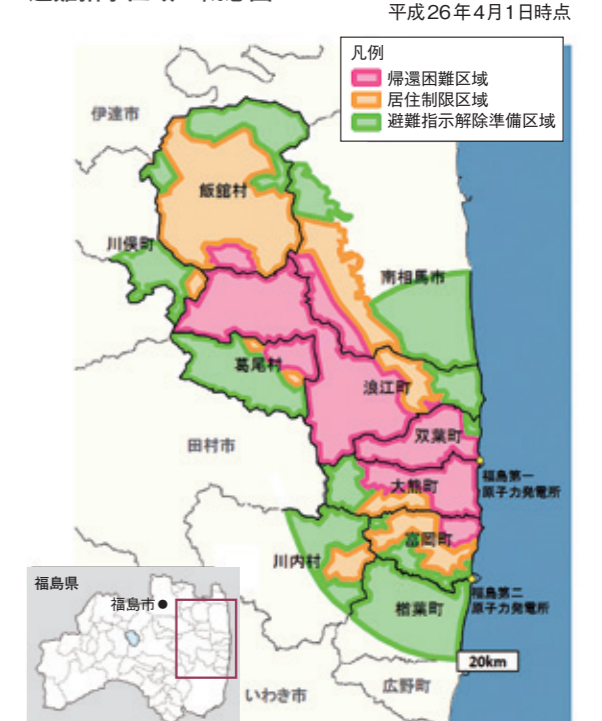 平成26年4月1日時点
凡例
帰還困難区域
居住制限区域
避難指示解除準備区域
伊達市
飯舘村
川俣町
南相馬市
葛尾村
浪江町
双葉町
田村市
大熊町
福島第一
原子力発電所
富岡町
川内村
福島県
福島市
福島第二
原子力発電所
楢葉町
20km
広野町
いわき市